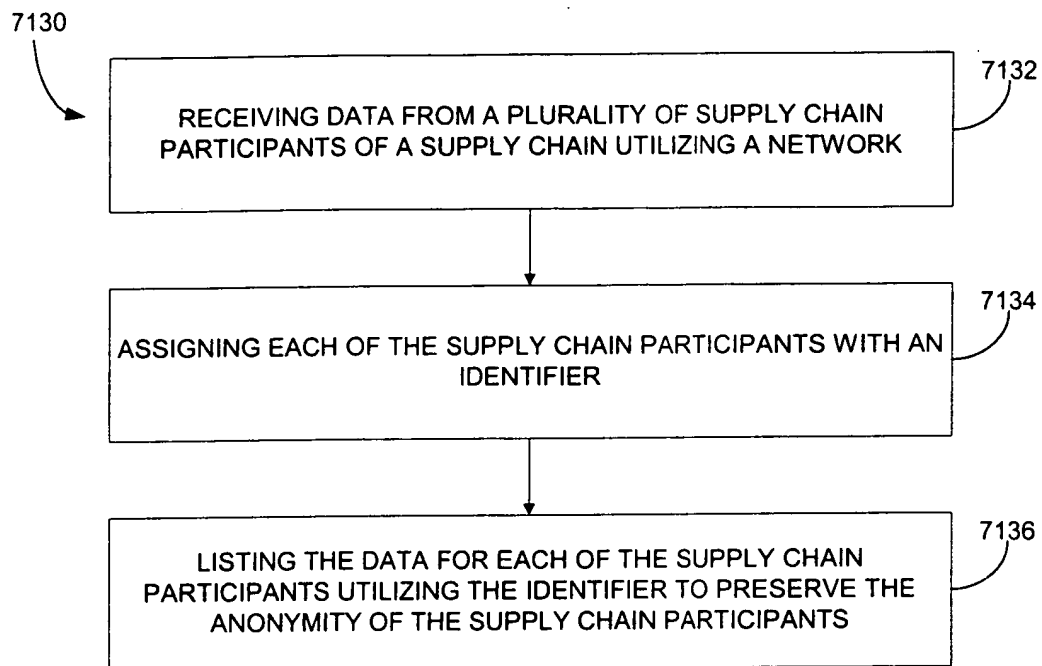 7130
7132
RECEIVING DATA FROM A PLURALITY OF SUPPLY CHAIN
PARTICIPANTS OF A SUPPLY CHAIN UTILIZING A NETWORK
7134
ASSIGNING EACH OF THE SUPPLY CHAIN PARTICIPANTS WITH AN
IDENTIFIER
7136
LISTING THE DATA FOR EACH OF THE SUPPLY CHAIN
PARTICIPANTS UTILIZING THE IDENTIFIER TO PRESERVE THE
ANONYMITY OF THE SUPPLY CHAIN PARTICIPANTS